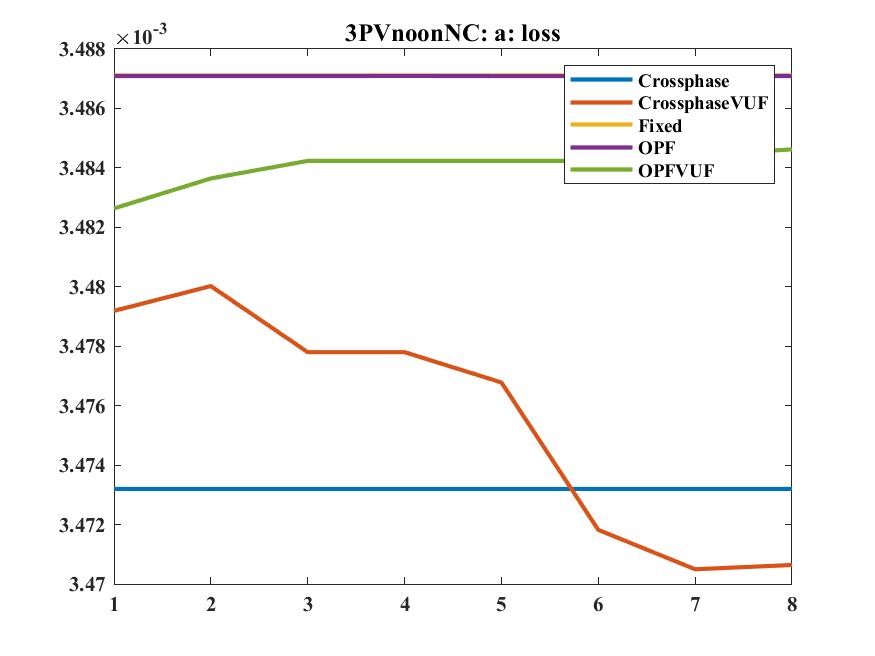 ×10-3
3PVnoonNC: a: loss
3.488
3.486
3.484
3.482
3.48
3.478
3.476
3.474
3.472
3.47
Crossphase
CrossphaseVUF
Fixed
OPF
OPFVUF
1 2 3 4 5 6 7 8